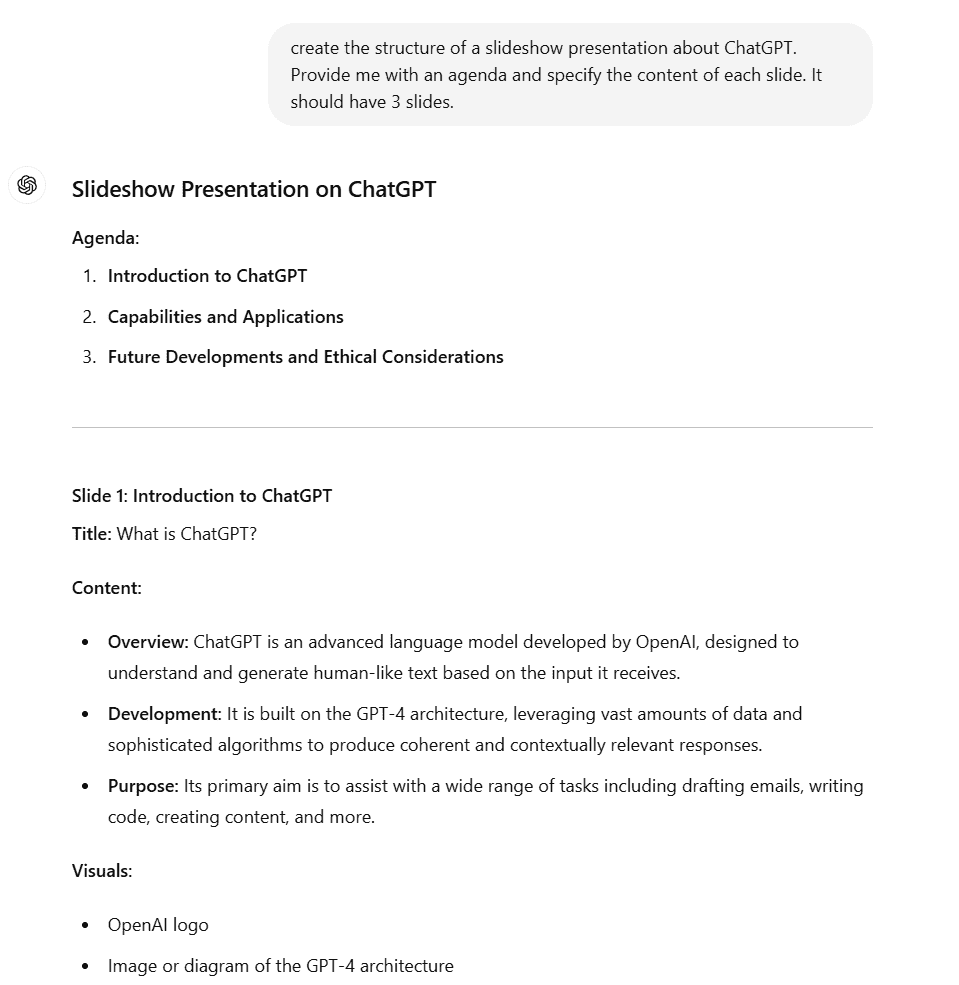 create the structure of a slideshow presentation about ChatGPT.
Provide me with an agenda and specify the content of each slide. It
should have 3 slides.
Slideshow Presentation on ChatGPT
Agenda:
1. Introduction to ChatGPT
2. Capabilities and Applications
3. Future Developments and Ethical Considerations
Slide 1: Introduction to ChatGPT
Title: What is ChatGPT?
Content:
• Overview: ChatGPT is an advanced language model developed by OpenAI, designed to
understand and generate human-like text based on the input it receives.
• Development: It is built on the GPT-4 architecture, leveraging vast amounts of data and
sophisticated algorithms to produce coherent and contextually relevant responses.
• Purpose: Its primary aim is to assist with a wide range of tasks including drafting emails, writing
code, creating content, and more.
Visuals:
• OpenAI logo
• Image or diagram of the GPT-4 architecture